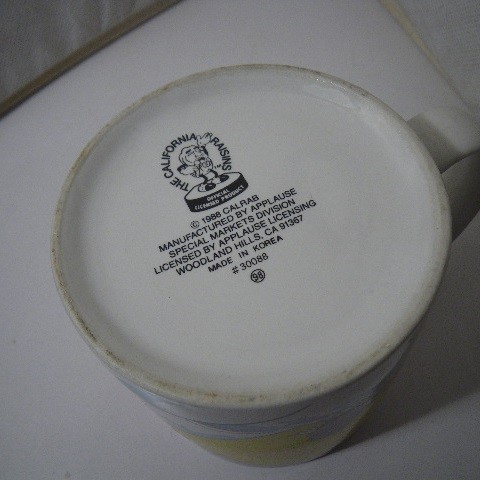 THE CALIFORNIA RAISINS
TM
OFFICIAL
LICENSED PRODUCT
© 1988 CALRAB
MANUFACTURED BY APPLAUSE
SPECIAL MARKETS DIVISION
LICENSED BY APPLAUSE LICENSING
WOODLAND HILLS, CA 91367
MADE IN KOREA
#30088
98